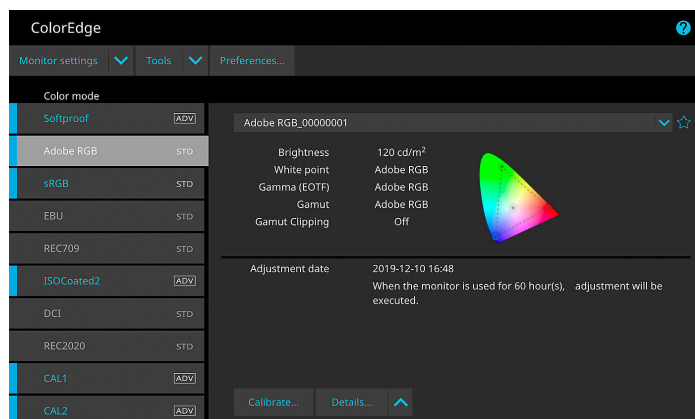 ColorEdge
?
Monitor settings Tools Preferences...
Color mode
Softproof ADV
Adobe RGB STD
sRGB STD
EBU STD
REC709 STD
ISOCoated2 ADV
DCI STD
REC2020 STD
CAL1 ADV
CAL2 ADV
Adobe RGB_00000001
Brightness 120 cd/m²
White point Adobe RGB
Gamma (EOTF) Adobe RGB
Gamut Adobe RGB
Gamut Clipping Off
Adjustment date 2019-12-10 16:48
When the monitor is used for 60 hour(s), adjustment will be
executed.
Calibrate... Details...